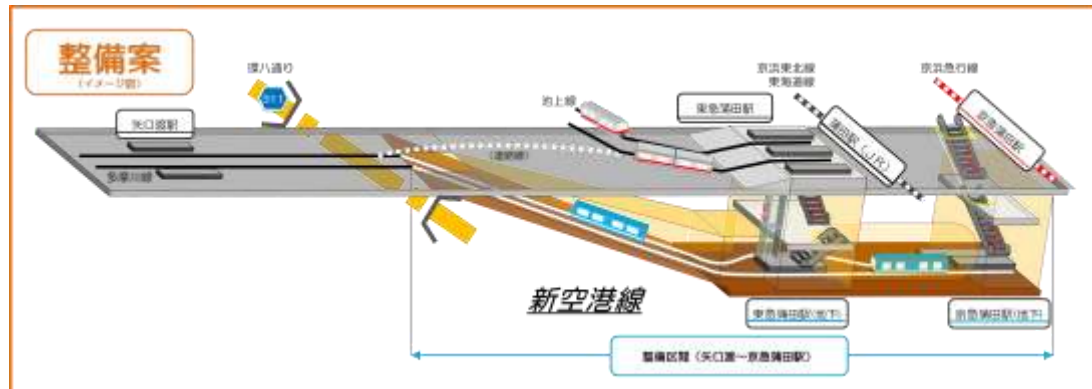 整備案
(イメージ図)
環八通り
311
矢口渡駅
多摩川線
池上線
(連絡線)
東急蒲田駅
京浜東北線
東海道線
蒲田駅(JR)
京浜急行線
京急蒲田駅
新空港線
東急蒲田駅(地下)
京急蒲田駅(地下)
整備区間(矢口渡〜京急蒲田駅)